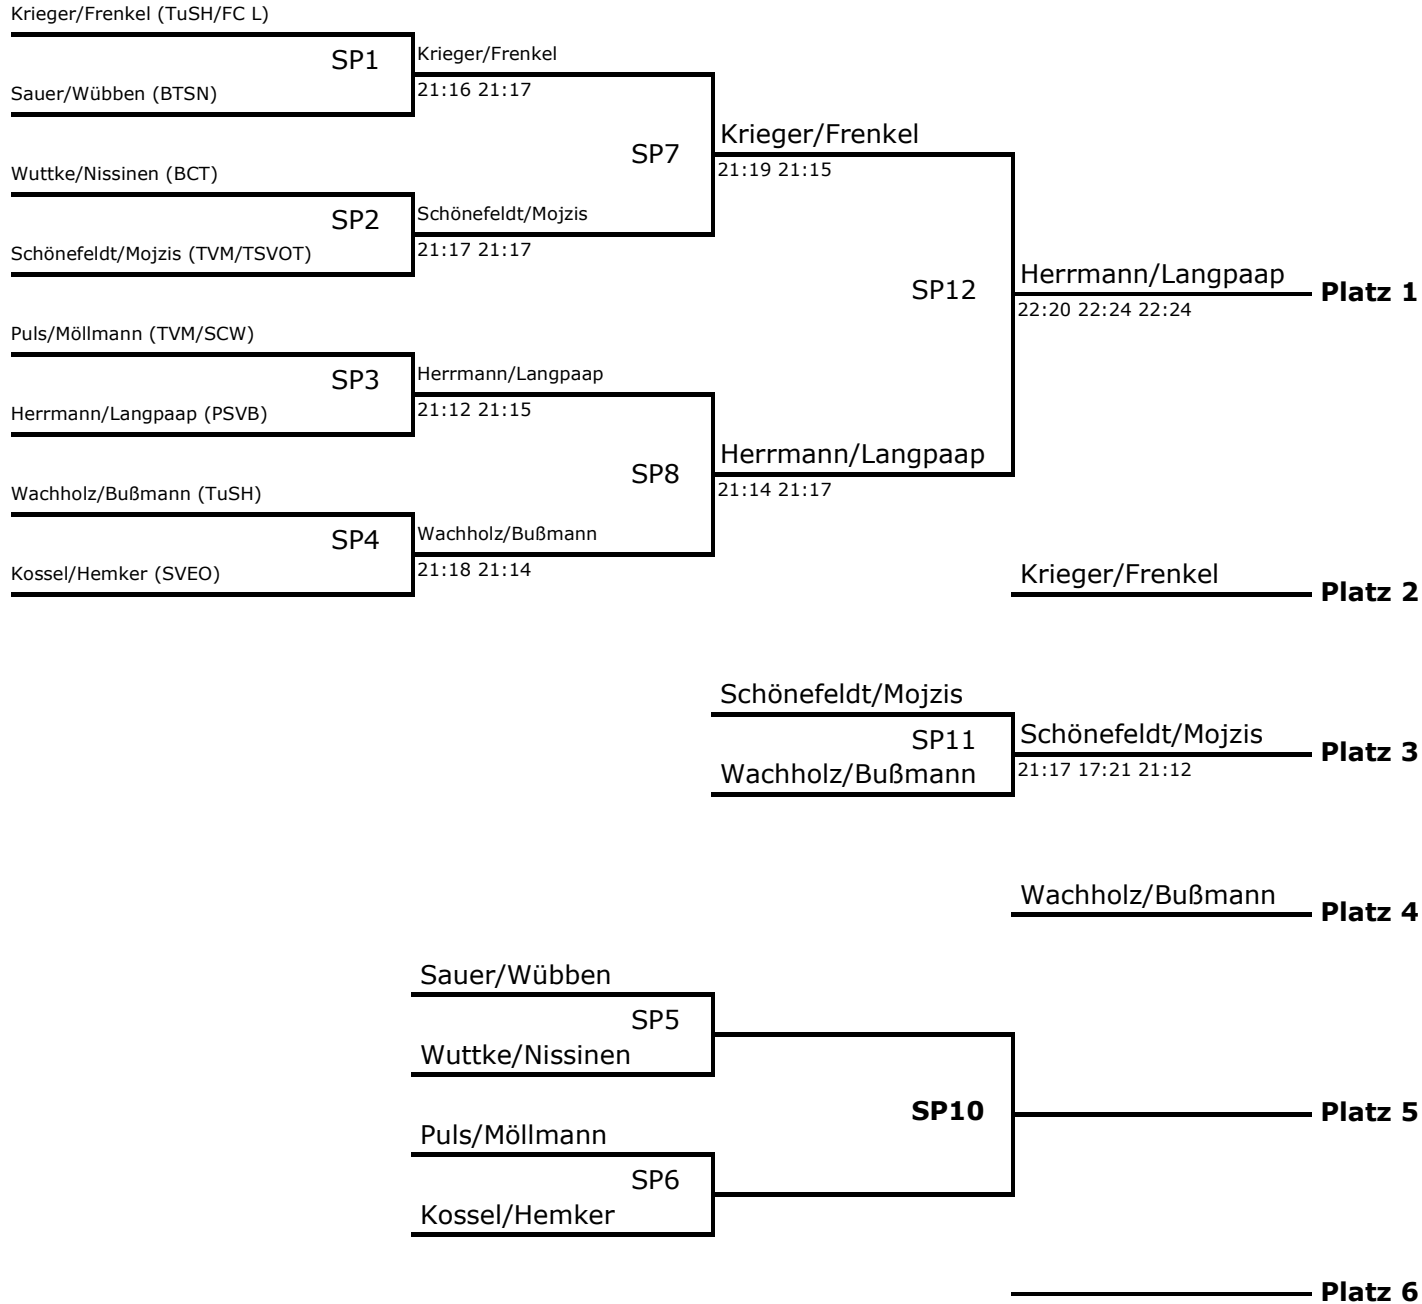 Krieger/Frenkel (TuSH/FC L)
SP1
Krieger/Frenkel
21:16 21:17
Sauer/Wübben (BTSN)
SP7
Krieger/Frenkel
21:19 21:15
Wuttke/Nissinen (BCT)
SP2
Schönefeldt/Mojzis
21:17 21:17
Schönefeldt/Mojzis (TVM/TSVOT)
SP12
Herrmann/Langpaap
Platz 1
22:20 22:24 22:24
Puls/Möllmann (TVM/SCW)
SP3
Herrmann/Langpaap
21:12 21:15
Herrmann/Langpaap (PSVB)
SP8
Herrmann/Langpaap
21:14 21:17
Wachholz/Bußmann (TuSH)
SP4
Wachholz/Bußmann
21:18 21:14
Kossel/Hemker (SVEO)
Krieger/Frenkel
Platz 2
Schönefeldt/Mojzis
SP11
Schönefeldt/Mojzis
Platz 3
Wachholz/Bußmann
21:17 17:21 21:12
Wachholz/Bußmann
Platz 4
Sauer/Wübben
SP5
Wuttke/Nissinen
SP10
Platz 5
Puls/Möllmann
SP6
Kossel/Hemker
Platz 6